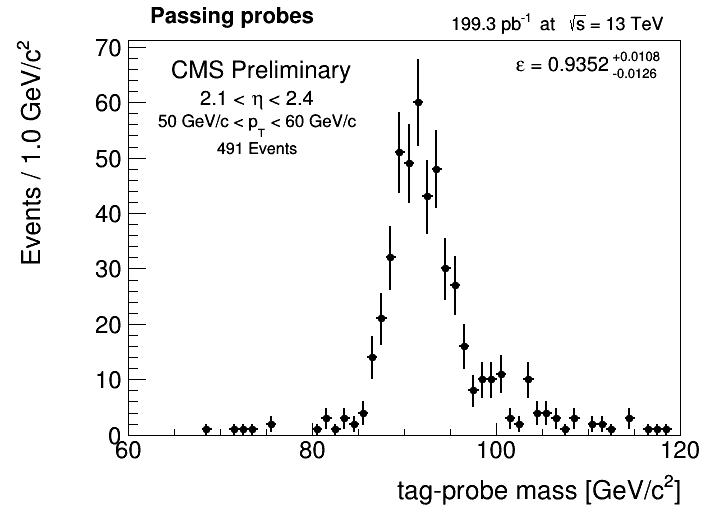 Passing probes
199.3 pb⁻¹ at √s = 13 TeV
CMS Preliminary
ε = 0.9352 +0.0108 -0.0126
2.1 < η < 2.4
50 GeV/c < p_T < 60 GeV/c
491 Events
Events / 1.0 GeV/c²
70
60
50
40
30
20
10
0
60 80 100 120
tag-probe mass [GeV/c²]